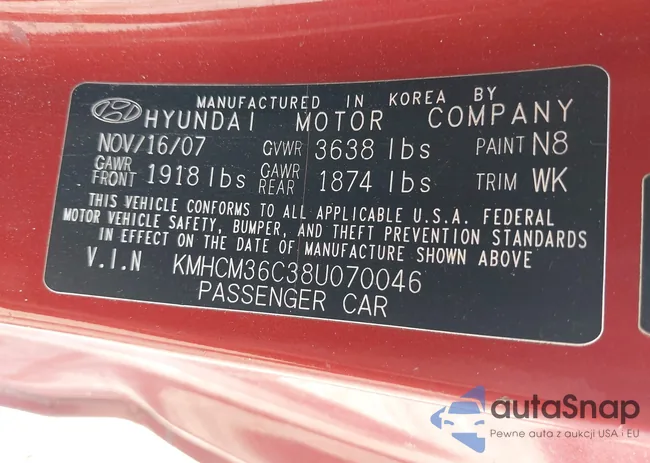 MANUFACTURED IN KOREA BY
HYUNDAI MOTOR COMPANY
NOV/16/07 GVWR 3638 lbs PAINT N8
GAWR FRONT 1918 lbs GAWR REAR 1874 lbs TRIM WK
THIS VEHICLE CONFORMS TO ALL APPLICABLE U.S.A. FEDERAL
MOTOR VEHICLE SAFETY, BUMPER, AND THEFT PREVENTION STANDARDS
IN EFFECT ON THE DATE OF MANUFACTURE SHOWN ABOVE.
V.I.N KMHCM36C38U070046
PASSENGER CAR
autaSnap
Pewne auta z aukcji USA i EU